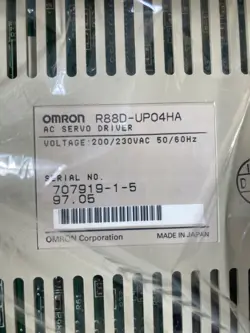 OMRON R88D-UP04HA
AC SERVO DRIVER
VOLTAGE:200/230VAC 50/60Hz
SERIAL NO.
707919-1-5
97.05
OMRON Corporation MADE IN JAPAN